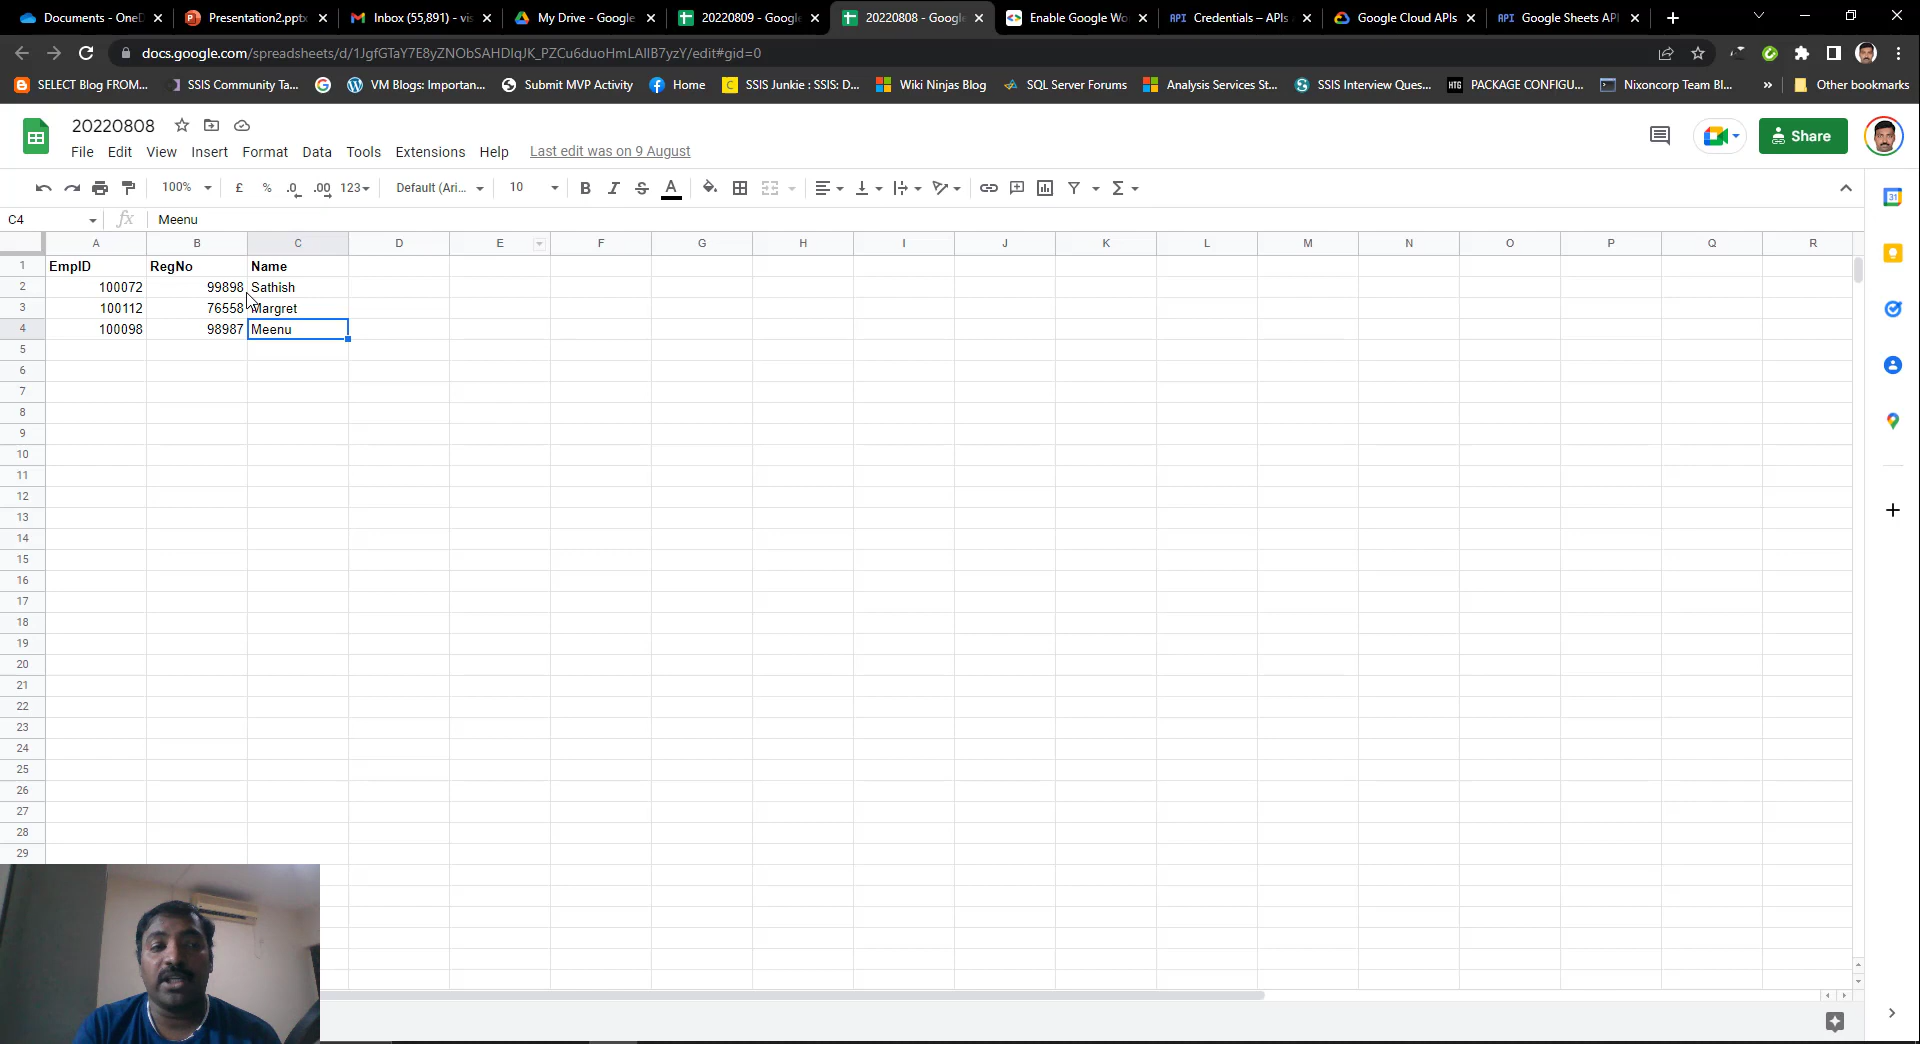 Documents - OneD
Presentation2.pptx
Inbox (55,891) - vis
My Drive - Google
20220809 - Google
20220808 - Google
Enable Google Wo
Credentials – APIs
Google Cloud APIs
Google Sheets API
docs.google.com/spreadsheets/d/1JgfGTaY7E8yZNObSAHDlqJK_PZCu6duoHmLAllB7yzY/edit#gid=0
SELECT Blog FROM...
SSIS Community Ta...
VM Blogs: Importan...
Submit MVP Activity
Home
SSIS Junkie : SSIS: D...
Wiki Ninjas Blog
SQL Server Forums
Analysis Services St...
SSIS Interview Ques...
PACKAGE CONFIGU...
Nixoncorp Team Bl...
»
Other bookmarks
20220808
File Edit View Insert Format Data Tools Extensions Help Last edit was on 9 August
Share
100% £ % .0 .00 123 Default (Ari... 10 B I S A
C4 fx Meenu
A B C D E F G H I J K L M N O P Q R
1 EmpID RegNo Name
2 100072 99898 Sathish
3 100112 76558 Margret
4 100098 98987 Meenu
5
6
7
8
9
10
11
12
13
14
15
16
17
18
19
20
21
22
23
24
25
26
27
28
29